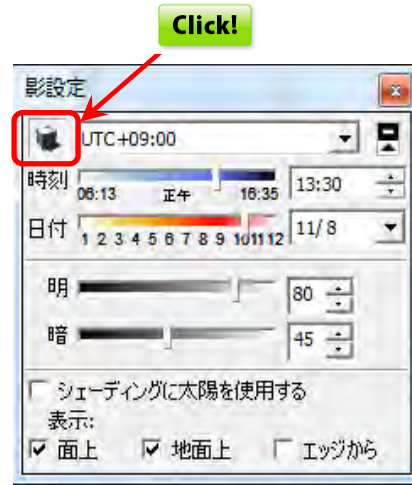 Click!
影設定
UTC+09:00
時刻 06:13 正午 16:35 13:30
日付 1 2 3 4 5 6 7 8 9 10 11 12 11/8
明 80
暗 45
シェーディングに太陽を使用する
表示:
面上 地面上 エッジから